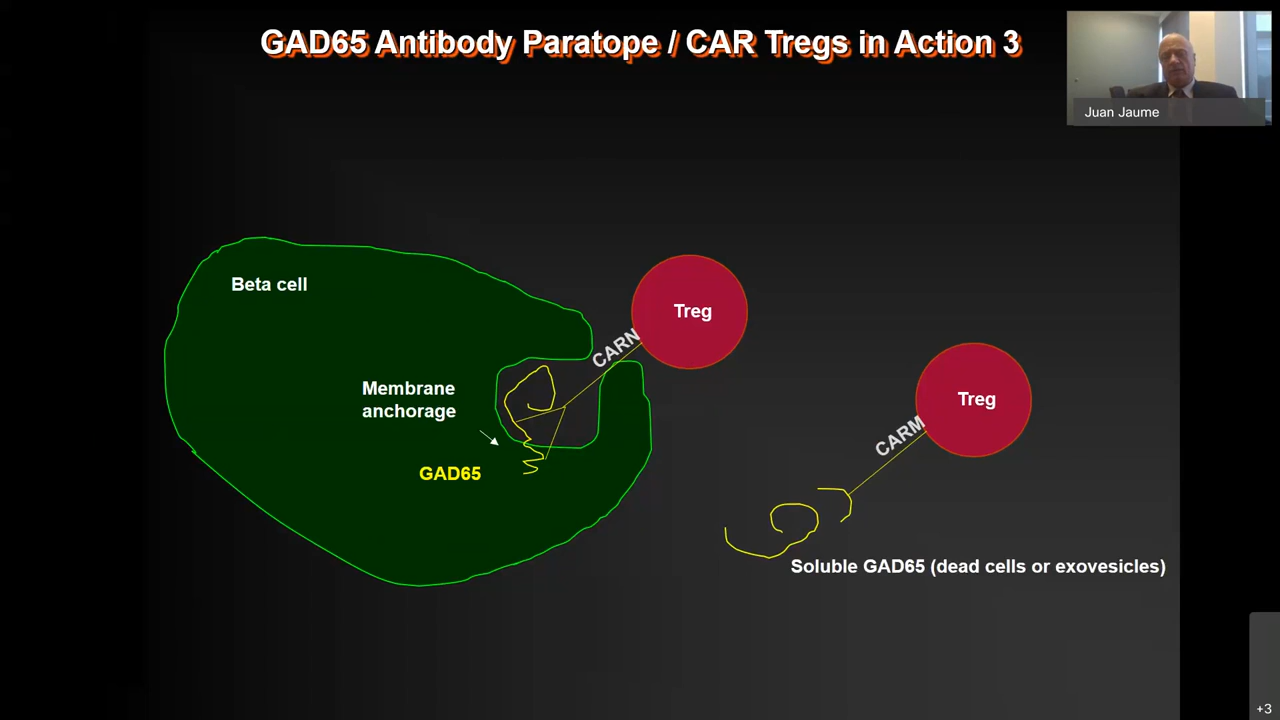 GAD65 Antibody Paratope / CAR Tregs in Action 3
Juan Jaume
Beta cell
Treg
CARN
Membrane
anchorage
Treg
CARM
GAD65
Soluble GAD65 (dead cells or exovesicles)
+3